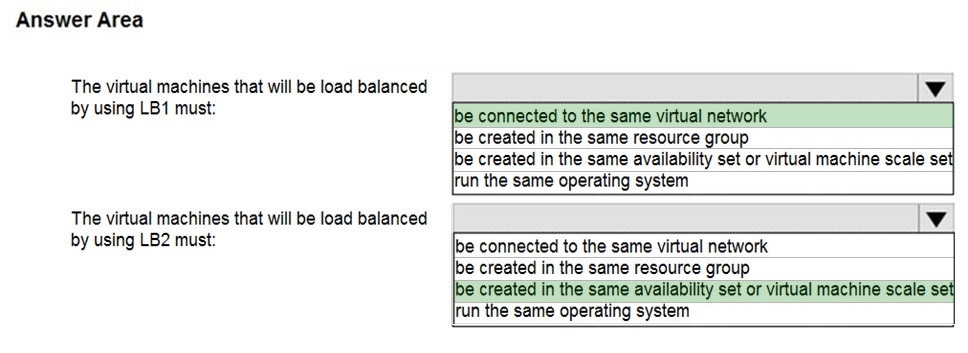 Answer Area
The virtual machines that will be load balanced
by using LB1 must:
be connected to the same virtual network
be created in the same resource group
be created in the same availability set or virtual machine scale set
run the same operating system
The virtual machines that will be load balanced
by using LB2 must:
be connected to the same virtual network
be created in the same resource group
be created in the same availability set or virtual machine scale set
run the same operating system